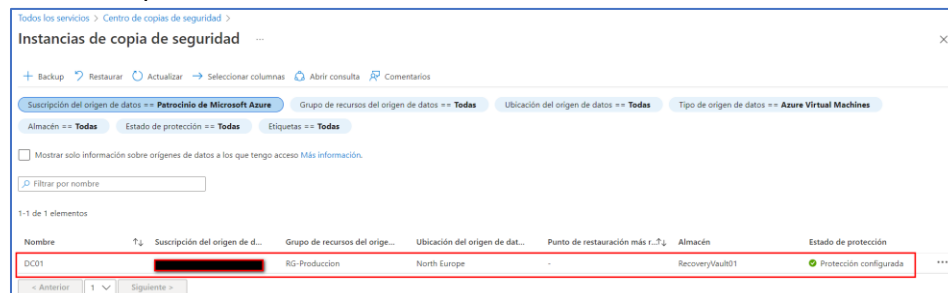 Todos los servicios > Centro de copias de seguridad >
Instancias de copia de seguridad ...
+ Backup Restaurar Actualizar → Seleccionar columnas Abrir consulta Comentarios
Suscripción del origen de datos == Patrocinio de Microsoft Azure Grupo de recursos del origen de datos == Todas Ubicación del origen de datos == Todas Tipo de origen de datos == Azure Virtual Machines
Almacén == Todas Estado de protección == Todas Etiquetas == Todas
Mostrar solo información sobre orígenes de datos a los que tengo acceso Más información.
Filtrar por nombre
1-1 de 1 elementos
Nombre ↑↓ Suscripción del origen de d... Grupo de recursos del orige... Ubicación del origen de dat... Punto de restauración más r...↑↓ Almacén Estado de protección
DC01 RG-Produccion North Europe - RecoveryVault01 Protección configurada ...
< Anterior 1 Siguiente >